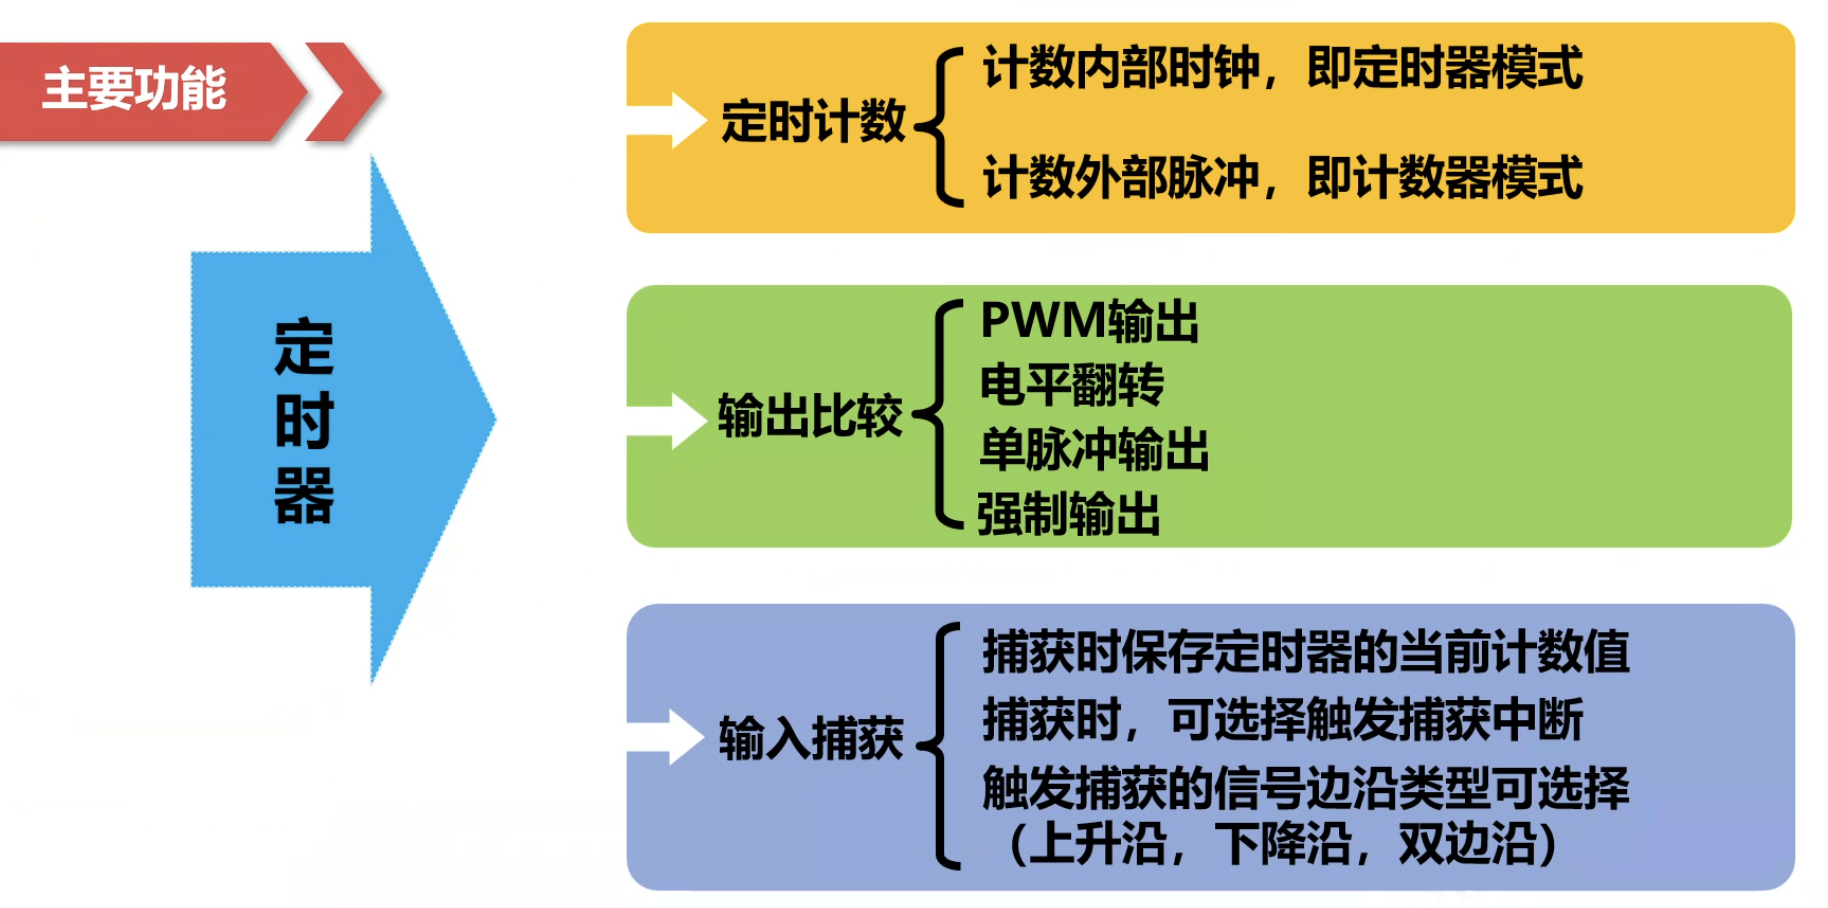 主要功能
定时器
定时计数
计数内部时钟，即定时器模式
计数外部脉冲，即计数器模式
输出比较
PWM输出
电平翻转
单脉冲输出
强制输出
输入捕获
捕获时保存定时器的当前计数值
捕获时，可选择触发捕获中断
触发捕获的信号边沿类型可选择
（上升沿，下降沿，双边沿）